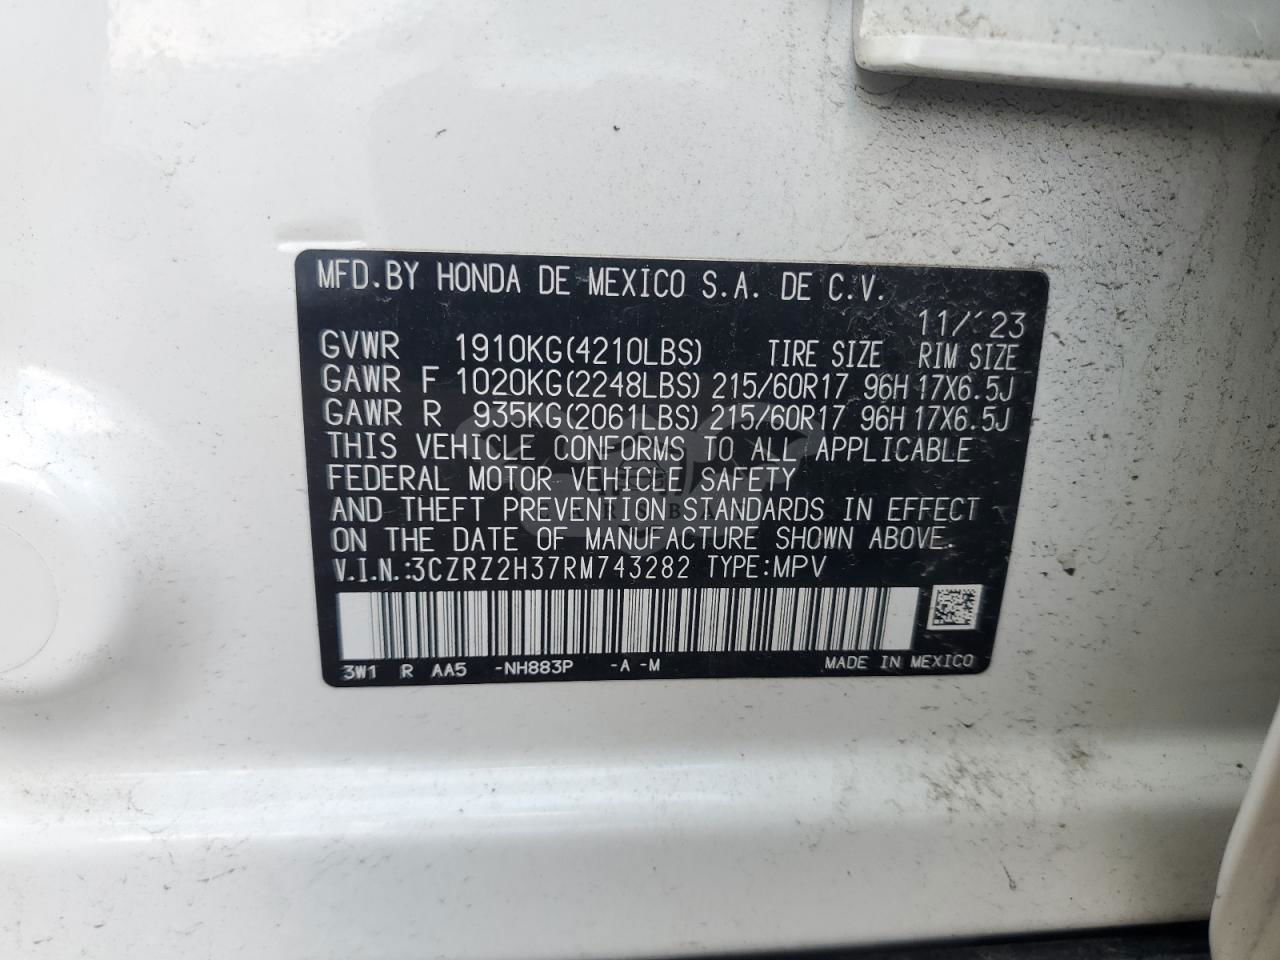 MFD.BY HONDA DE MEXICO S.A. DE C.V.
11/'23
GVWR 1910KG(4210LBS) TIRE SIZE RIM SIZE
GAWR F 1020KG(2248LBS) 215/60R17 96H 17X6.5J
GAWR R 935KG(2061LBS) 215/60R17 96H 17X6.5J
THIS VEHICLE CONFORMS TO ALL APPLICABLE
FEDERAL MOTOR VEHICLE SAFETY
AND THEFT PREVENTION STANDARDS IN EFFECT
ON THE DATE OF MANUFACTURE SHOWN ABOVE.
V.I.N.:3CZRZ2H37RM743282 TYPE:MPV
3W1 R AA5 -NH883P -A -M MADE IN MEXICO